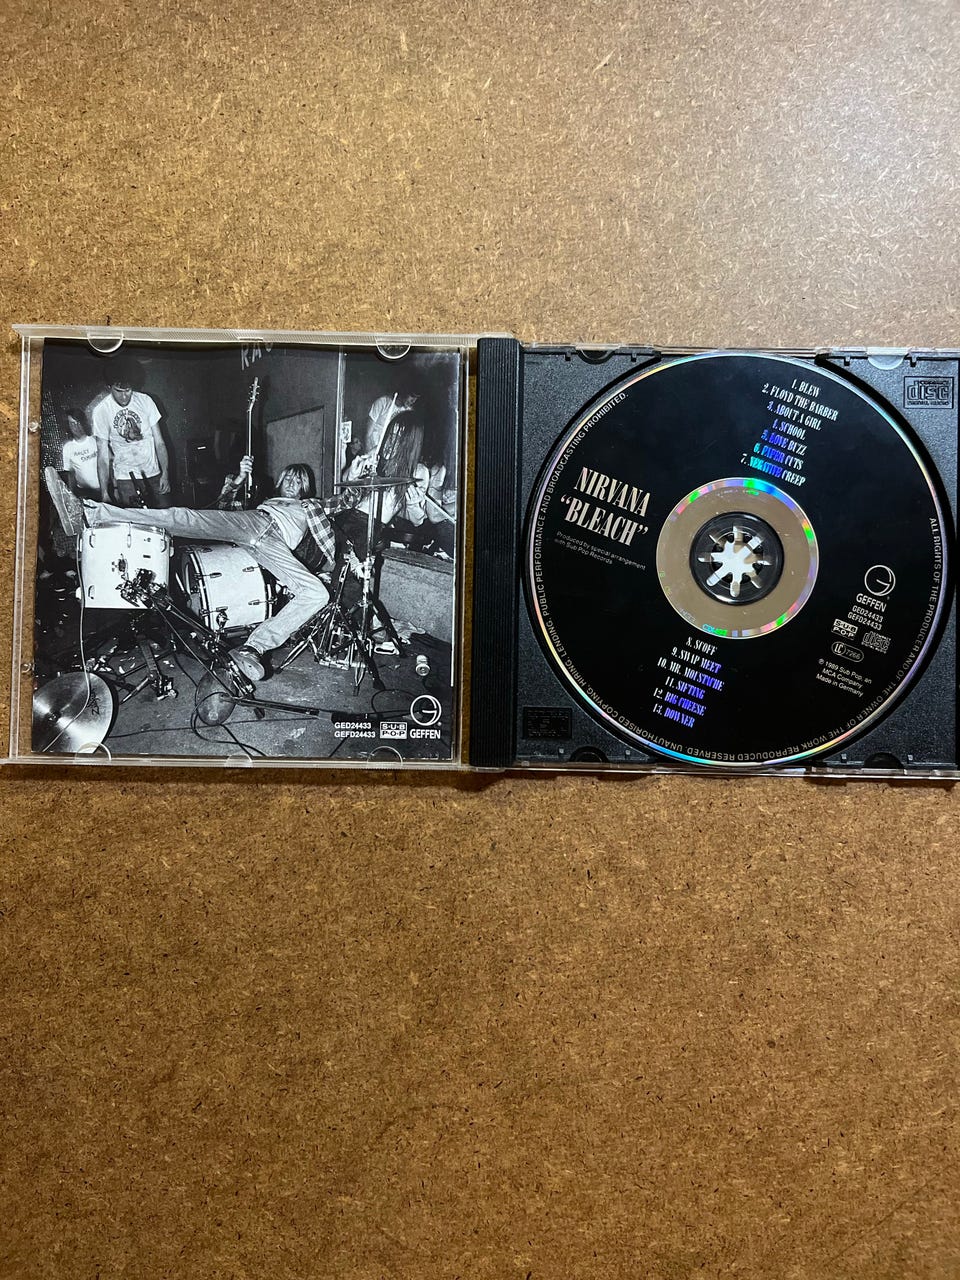 GED24433
GEFD24433
S·U·B
P·O·P
GEFFEN
NIRVANA
"BLEACH"
Produced by special arrangement
with Sub Pop Records
1. BLEW
2. FLOYD THE BARBER
3. ABOUT A GIRL
4. SCHOOL
5. LOVE BUZZ
6. PAPER CUTS
7. NEGATIVE CREEP
8. SCOFF
9. SWAP MEET
10. MR. MOUSTACHE
11. SIFTING
12. BIG CHEESE
13. DOWNER
GEFFEN
GED24433
GEFD24433
S·U·B
P·O·P
LC 7266
℗ 1989 Sub Pop, an
MCA Company
Made in Germany
ALL RIGHTS OF THE PRODUCER AND OF THE OWNER OF THE WORK REPRODUCED RESERVED. UNAUTHORISED COPYING, HIRING, LENDING, PUBLIC PERFORMANCE AND BROADCASTING PROHIBITED.
disc